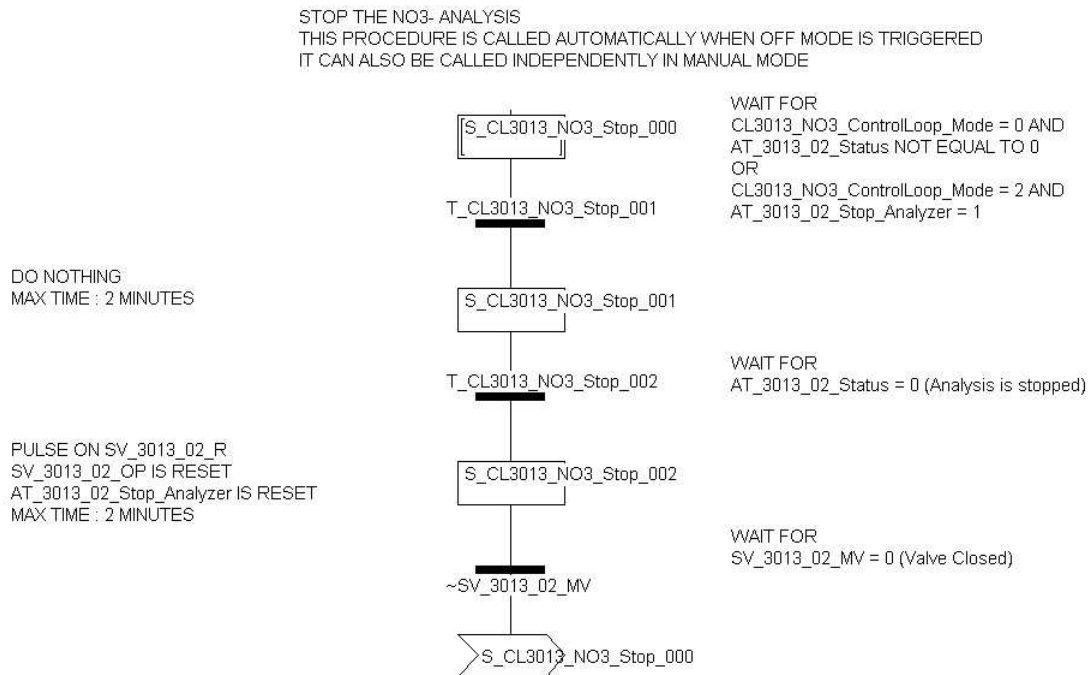 STOP THE NO3- ANALYSIS
THIS PROCEDURE IS CALLED AUTOMATICALLY WHEN OFF MODE IS TRIGGERED
IT CAN ALSO BE CALLED INDEPENDENTLY IN MANUAL MODE
S_CL3013_NO3_Stop_000
WAIT FOR
CL3013_NO3_ControlLoop_Mode = 0 AND
AT_3013_02_Status NOT EQUAL TO 0
OR
CL3013_NO3_ControlLoop_Mode = 2 AND
AT_3013_02_Stop_Analyzer = 1
T_CL3013_NO3_Stop_001
DO NOTHING
MAX TIME : 2 MINUTES
S_CL3013_NO3_Stop_001
T_CL3013_NO3_Stop_002
WAIT FOR
AT_3013_02_Status = 0 (Analysis is stopped)
PULSE ON SV_3013_02_R
SV_3013_02_OP IS RESET
AT_3013_02_Stop_Analyzer IS RESET
MAX TIME : 2 MINUTES
S_CL3013_NO3_Stop_002
WAIT FOR
SV_3013_02_MV = 0 (Valve Closed)
~SV_3013_02_MV
S_CL3013_NO3_Stop_000